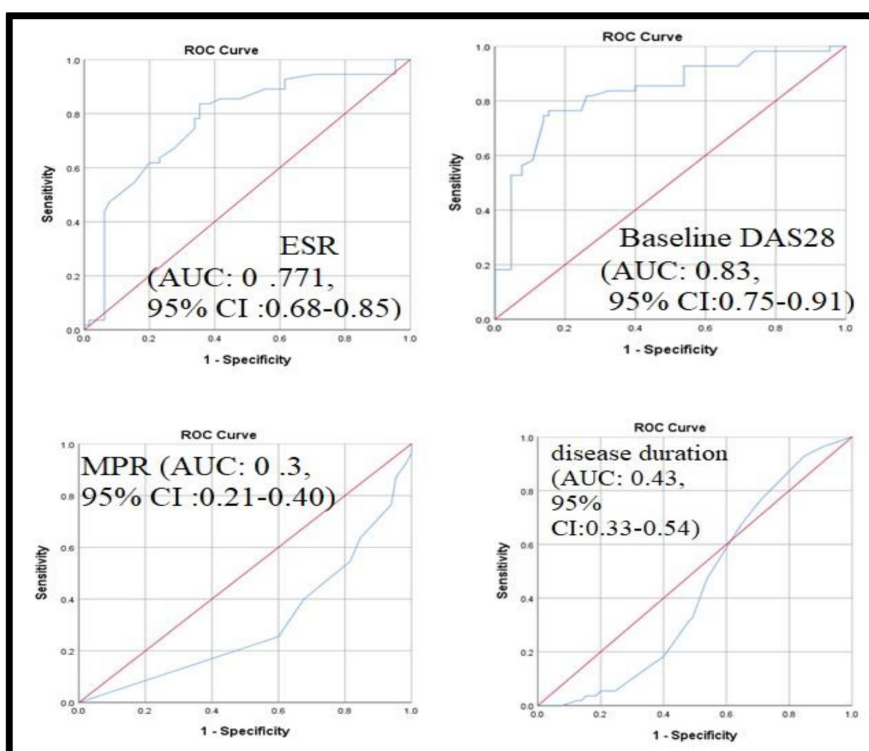 ROC Curve
1.0
0.8
0.6
0.4
0.2
0.0
Sensitivity
ESR
(AUC: 0 .771,
95% CI :0.68-0.85)
0.0 0.2 0.4 0.6 0.8 1.0
1 - Specificity
ROC Curve
1.0
0.8
0.6
0.4
0.2
0.0
Sensitivity
Baseline DAS28
(AUC: 0.83,
95% CI:0.75-0.91)
0.0 0.2 0.4 0.6 0.8 1.0
1 - Specificity
ROC Curve
1.0
0.8
0.6
0.4
0.2
0.0
Sensitivity
MPR (AUC: 0 .3,
95% CI :0.21-0.40)
0.2 0.4 0.6 0.8 1.0
1 - Specificity
ROC Curve
1.0
0.8
0.6
0.4
0.2
0.0
Sensitivity
disease duration
(AUC: 0.43,
95%
CI:0.33-0.54)
0.0 0.2 0.4 0.6 0.8 1.0
1 - Specificity